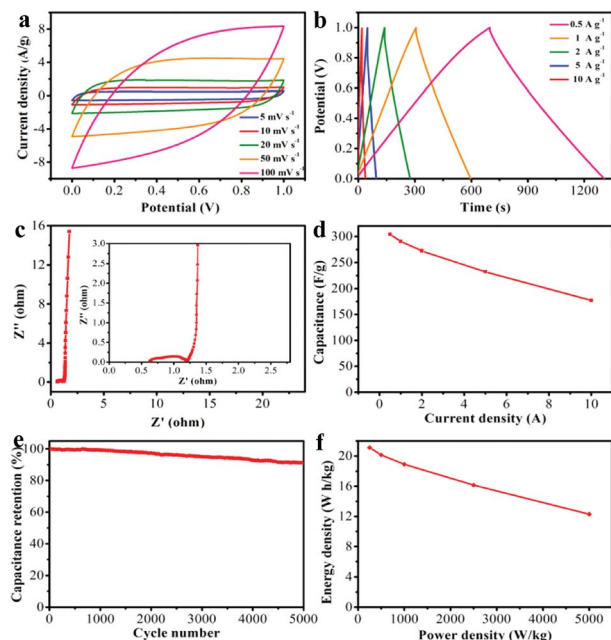 a
Current density (A/g)
8
4
0
-4
-8
5 mV s-1
10 mV s-1
20 mV s-1
50 mV s-1
100 mV s-1
0.0 0.2 0.4 0.6 0.8 1.0
Potential (V)
b
Potential (V)
1.0
0.8
0.6
0.4
0.2
0.0
0.5 A g-1
1 A g-1
2 A g-1
5 A g-1
10 A g-1
0 300 600 900 1200
Time (s)
c
Z'' (ohm)
16
12
8
4
0
Z'' (ohm)
3.0
2.5
2.0
1.5
1.0
0.5
0.0
0.0 0.5 1.0 1.5 2.0 2.5
Z' (ohm)
0 5 10 15 20
Z' (ohm)
d
Capacitance (F/g)
300
250
200
150
100
50
0
0 2 4 6 8 10
Current density (A)
e
Capacitance retention (%)
100
80
60
40
20
0
0 1000 2000 3000 4000 5000
Cycle number
f
Energy density (W h/kg)
20
16
12
8
4
0
0 1000 2000 3000 4000 5000
Power density (W/kg)